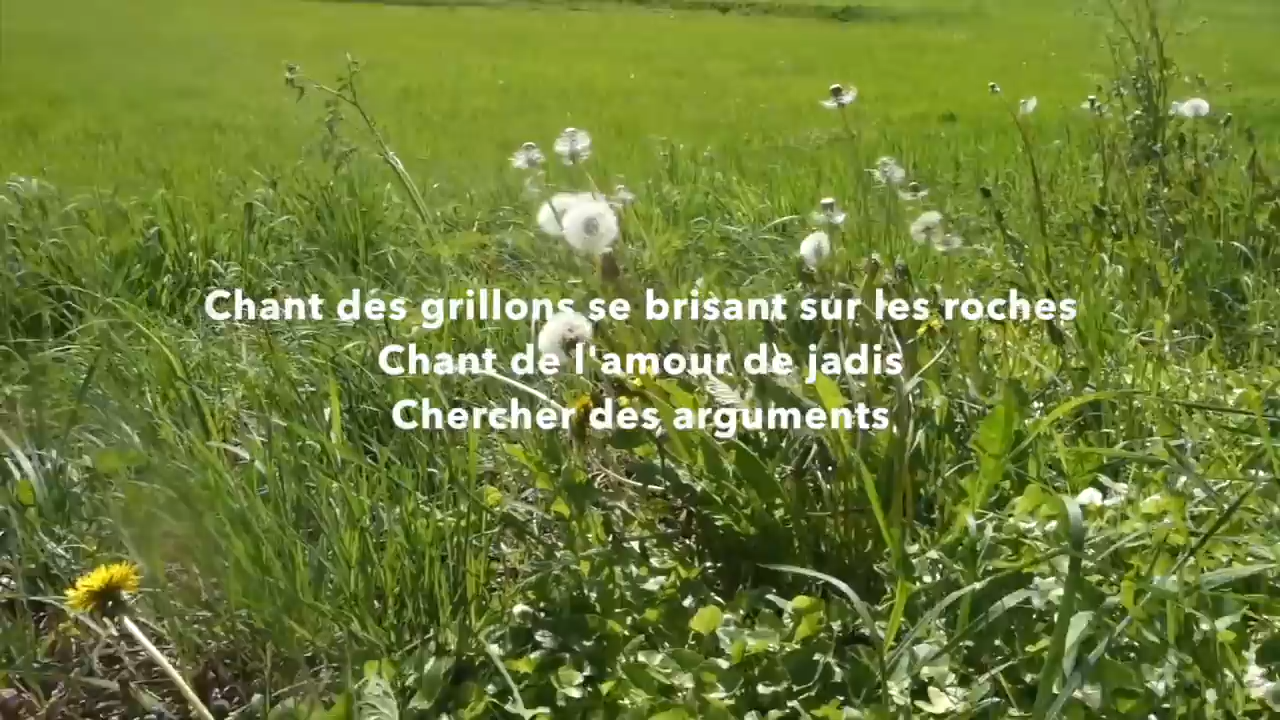 Chant des grillons se brisant sur les roches
Chant de l'amour de jadis
Chercher des arguments